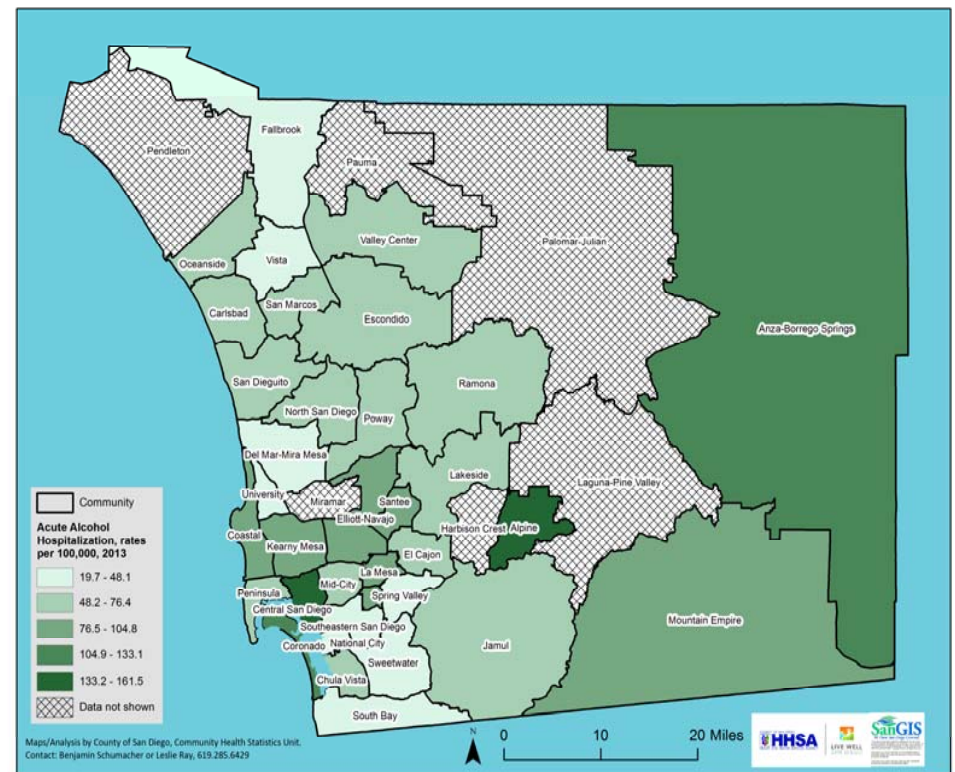 Fallbrook
Pendleton
Pauma
Valley Center
Palomar-Julian
Oceanside
Vista
San Marcos
Carlsbad
Escondido
Anza-Borrego Springs
San Dieguito
Ramona
North San Diego
Poway
Del Mar-Mira Mesa
Lakeside
Laguna-Pine Valley
University
Miramar
Santee
Elliott-Navajo
Harbison Crest
Alpine
Coastal
Kearny Mesa
El Cajon
La Mesa
Mid-City
Peninsula
Spring Valley
Central San Diego
Southeastern San Diego
Mountain Empire
Coronado
National City
Jamul
Sweetwater
Chula Vista
South Bay
Community
Acute Alcohol
Hospitalization, rates
per 100,000, 2013
19.7 - 48.1
48.2 - 76.4
76.5 - 104.8
104.9 - 133.1
133.2 - 161.5
Data not shown
Maps/Analysis by County of San Diego, Community Health Statistics Unit.
Contact: Benjamin Schumacher or Leslie Ray, 619.285.6429
N
0 10 20 Miles
HHSA
LIVE WELL
SanGIS